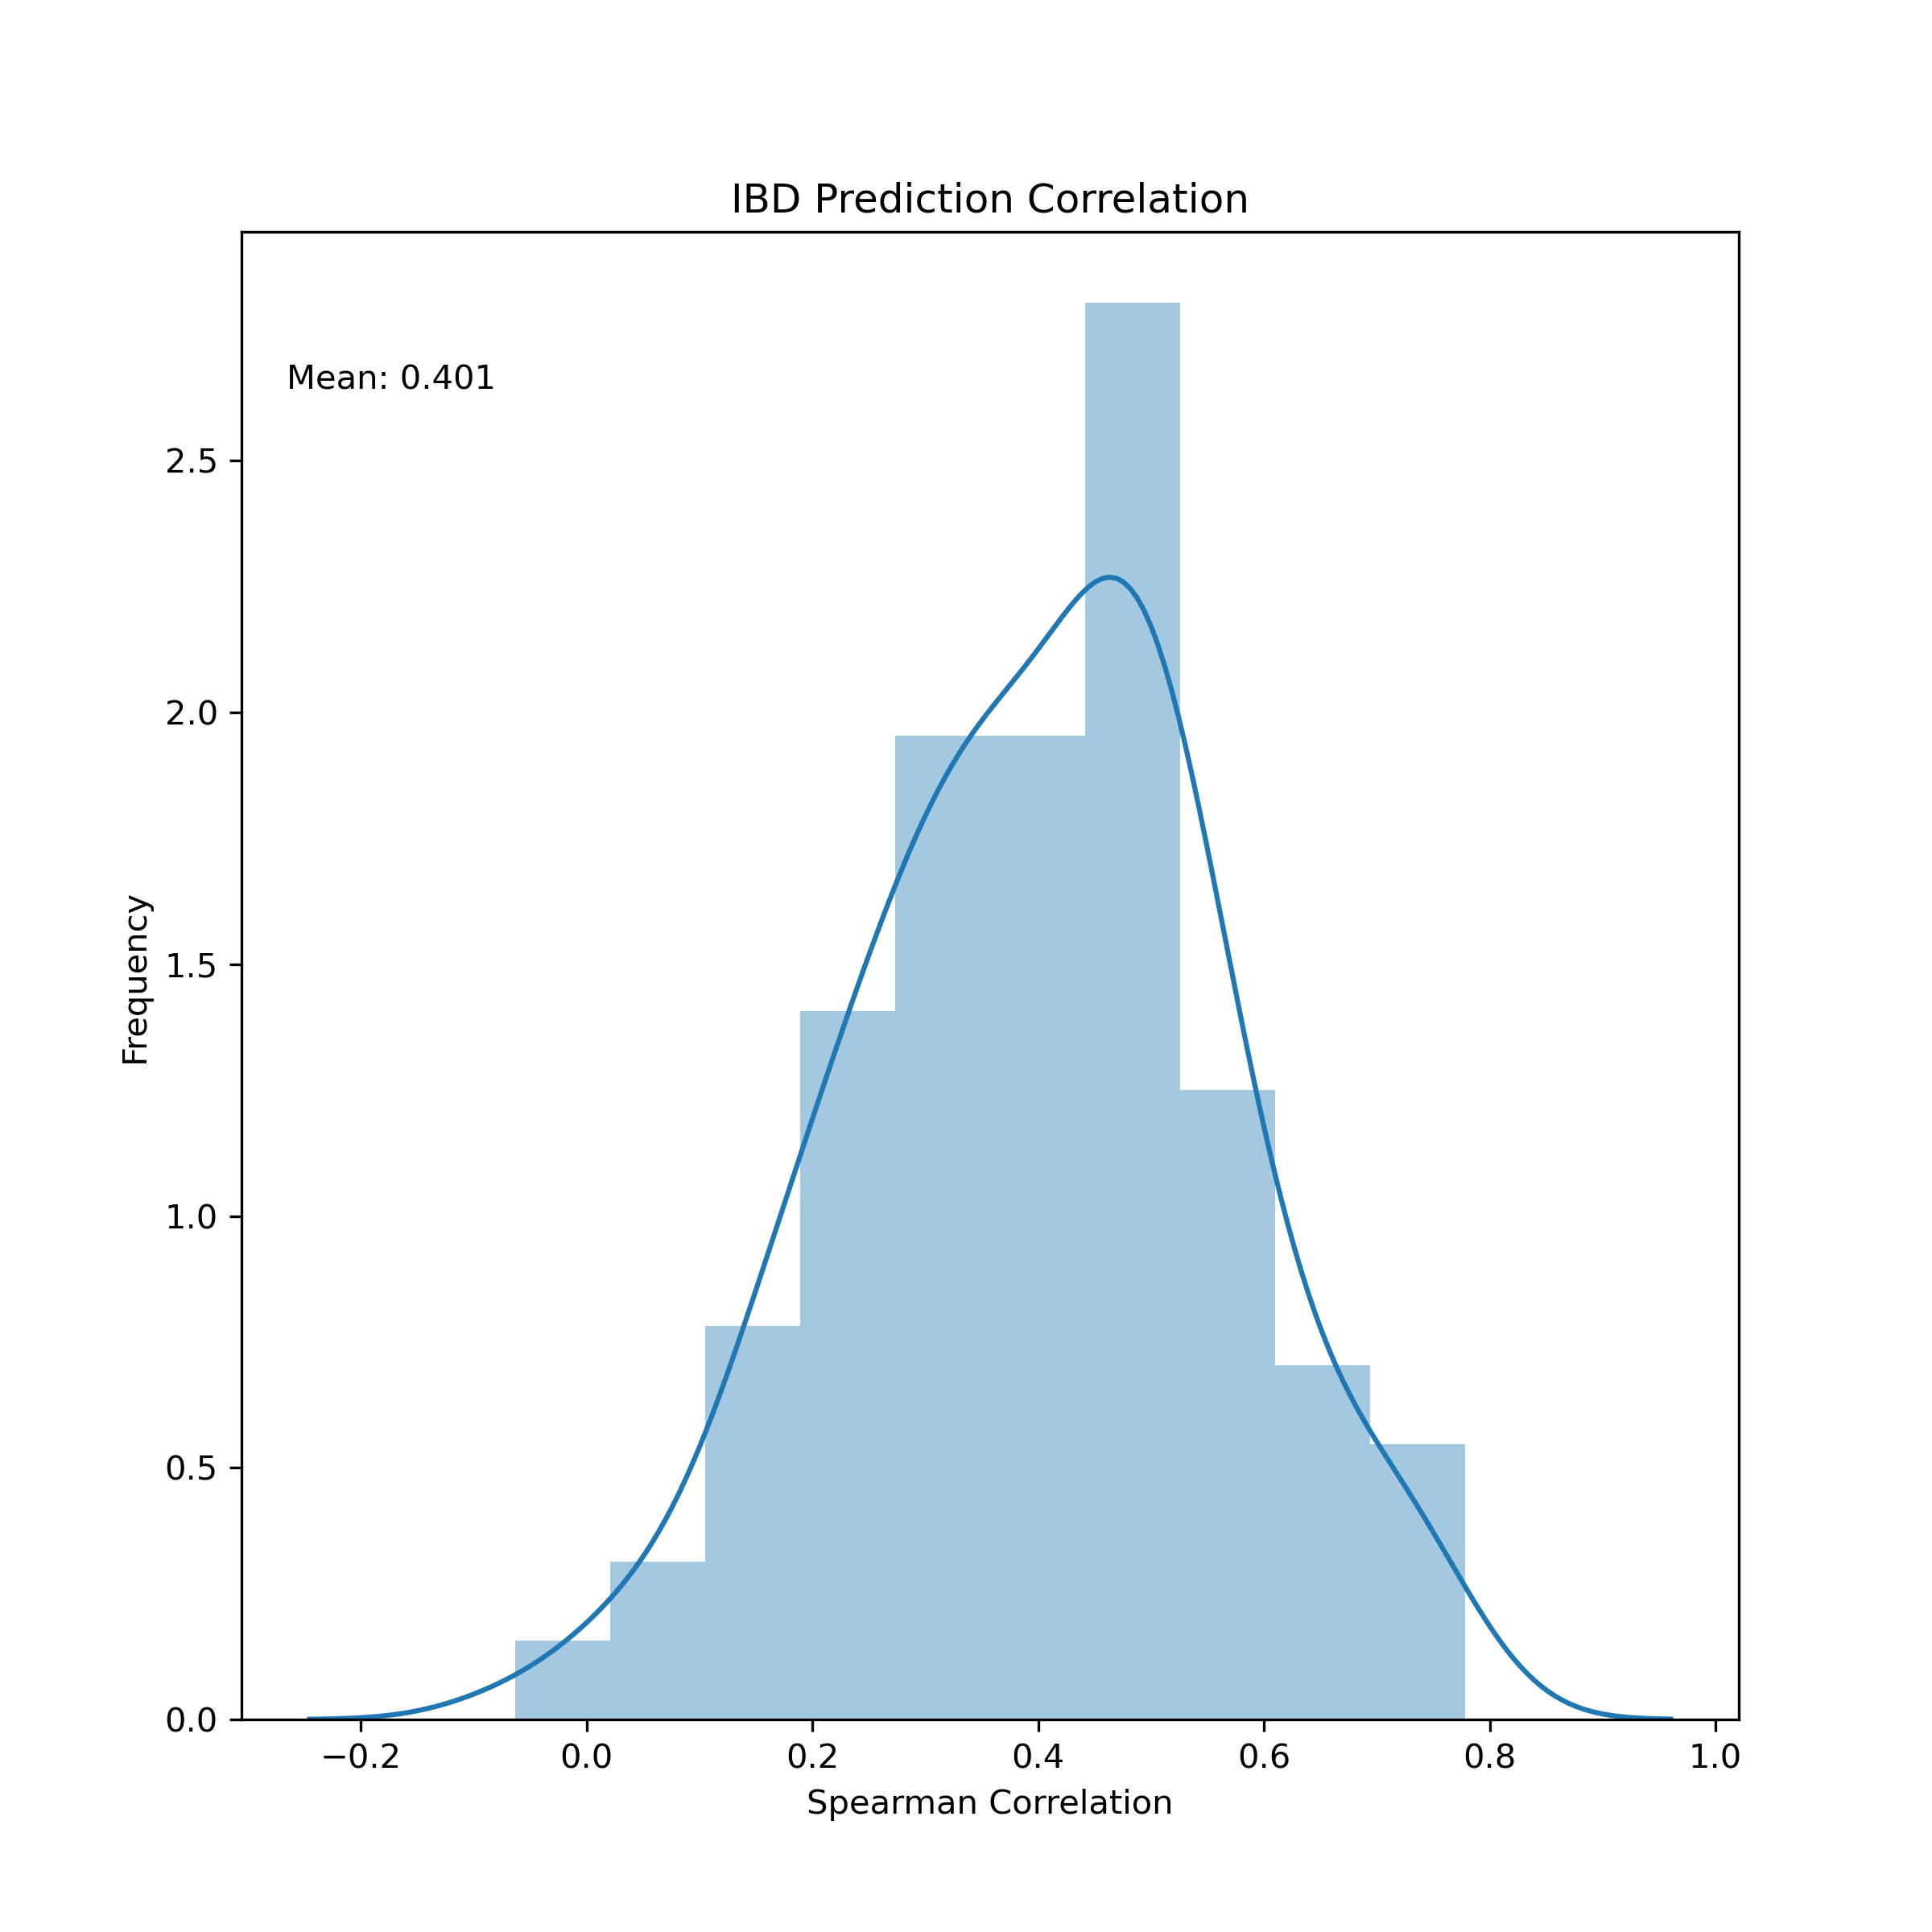 IBD Prediction Correlation
Mean: 0.401
2.5
2.0
1.5
1.0
0.5
0.0
Frequency
−0.2 0.0 0.2 0.4 0.6 0.8 1.0
Spearman Correlation